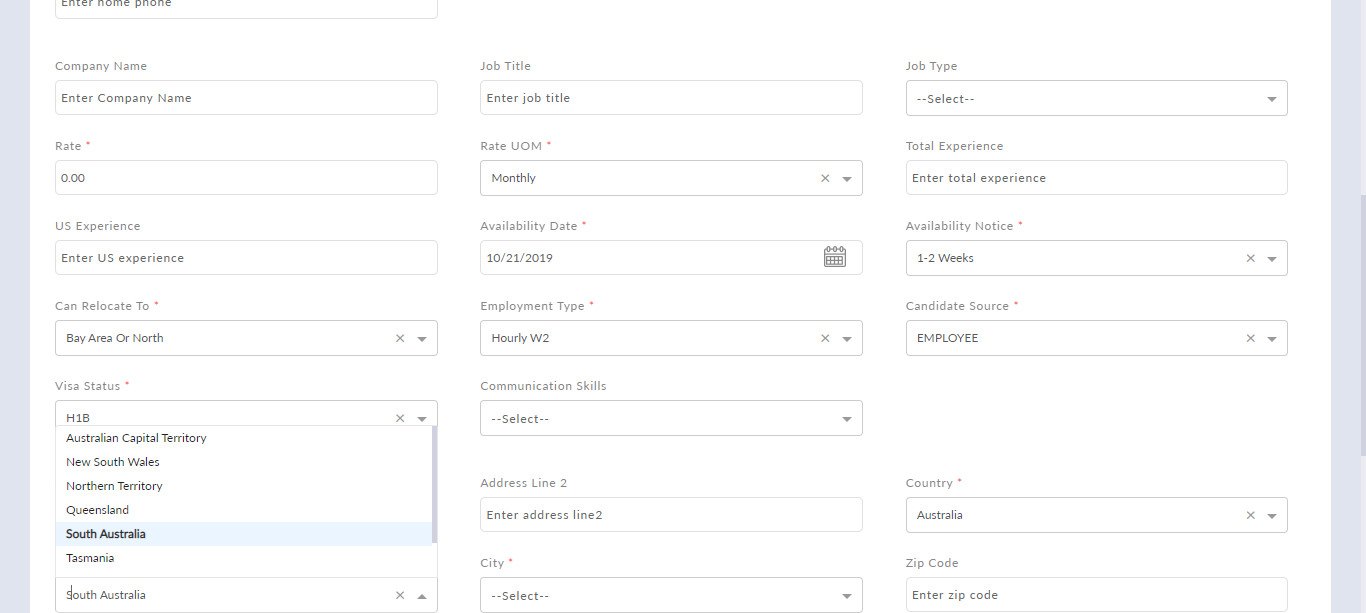 Enter home phone
Company Name Job Title Job Type
Enter Company Name Enter job title --Select--
Rate * Rate UOM * Total Experience
0.00 Monthly Enter total experience
US Experience Availability Date * Availability Notice *
Enter US experience 10/21/2019 1-2 Weeks
Can Relocate To * Employment Type * Candidate Source *
Bay Area Or North Hourly W2 EMPLOYEE
Visa Status * Communication Skills
H1B --Select--
Australian Capital Territory
New South Wales
Northern Territory
Queensland
South Australia
Tasmania
Address Line 2 Country *
Enter address line2 Australia
City * Zip Code
South Australia --Select-- Enter zip code